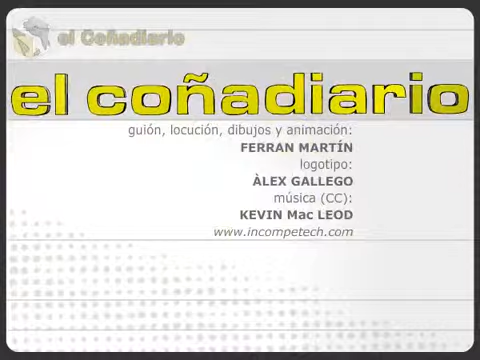 el Coñadiario
el coñadiario
guión, locución, dibujos y animación:
FERRAN MARTÍN
logotipo:
ÀLEX GALLEGO
música (CC):
KEVIN Mac LEOD
www.incompetech.com